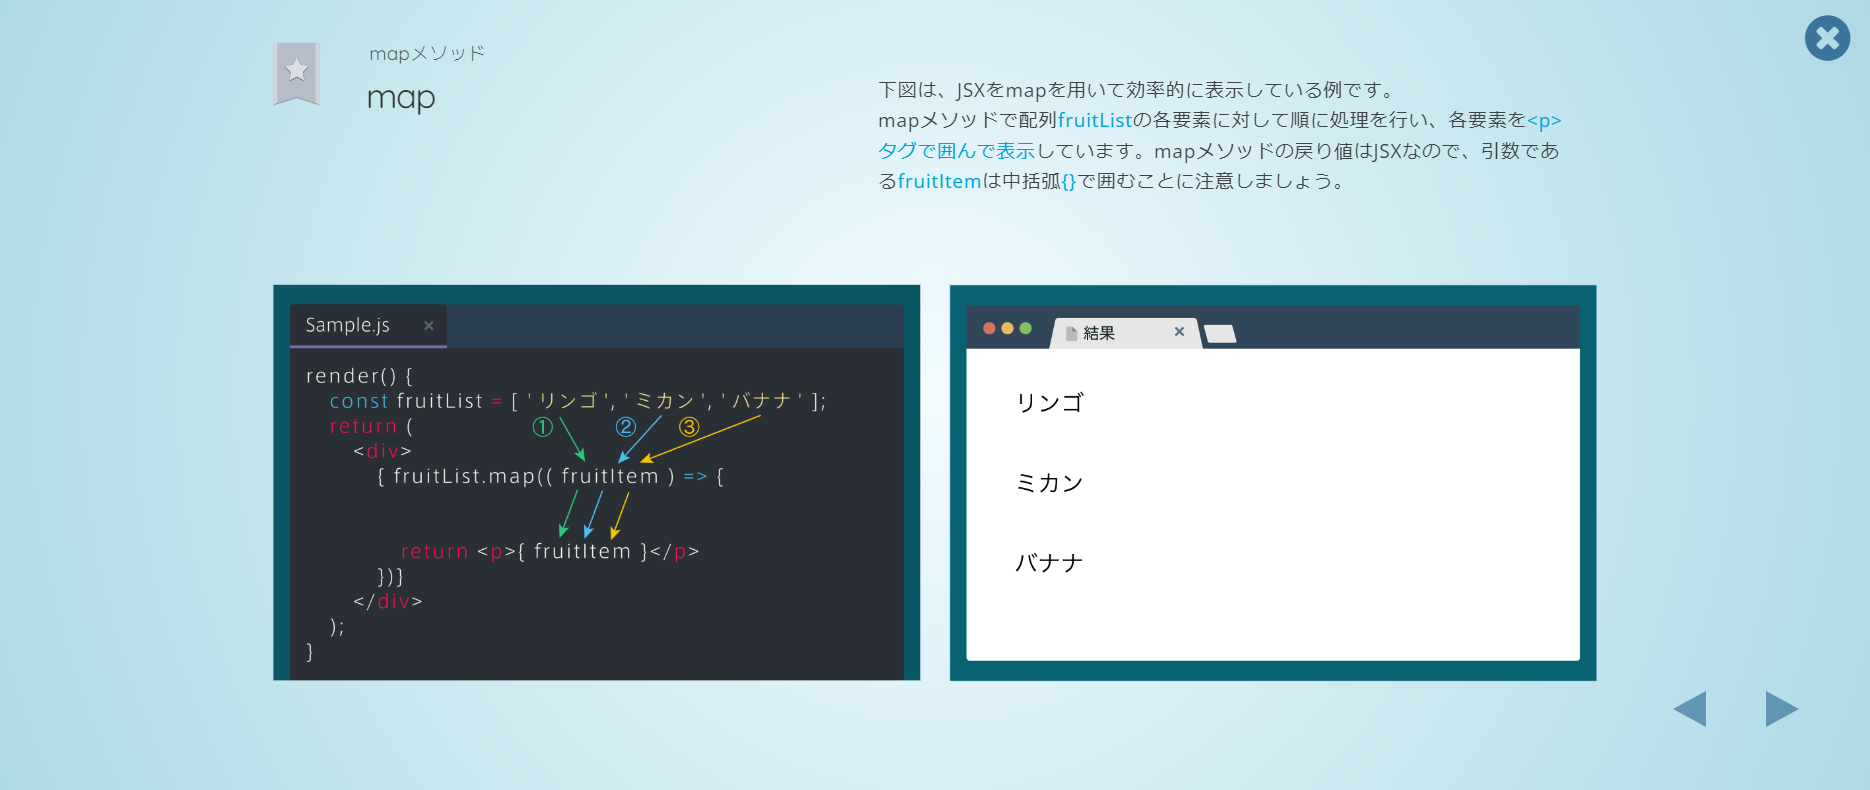 mapメソッド
map
下図は、JSXをmapを用いて効率的に表示している例です。
mapメソッドで配列fruitListの各要素に対して順に処理を行い、各要素を<p>
タグで囲んで表示しています。mapメソッドの戻り値はJSXなので、引数であ
るfruitItemは中括弧{}で囲むことに注意しましょう。
Sample.js
render() {
const fruitList = [ ' リンゴ ', ' ミカン ', ' バナナ ' ];
return (
① ② ③
<div>
{ fruitList.map(( fruitItem ) => {
return <p>{ fruitItem }</p>
})}
</div>
);
}
結果
リンゴ
ミカン
バナナ